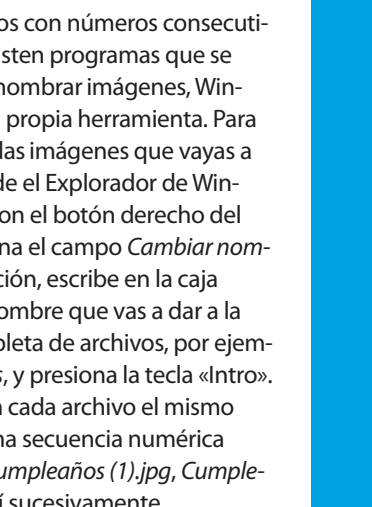 os con números consecuti-
isten programas que se
nombrar imágenes, Win-
propia herramienta. Para
las imágenes que vayas a
de el Explorador de Win-
on el botón derecho del
na el campo Cambiar nom-
ción, escribe en la caja
ombre que vas a dar a la
pleta de archivos, por ejem-
s, y presiona la tecla «Intro».
a cada archivo el mismo
na secuencia numérica
umpleaños (1).jpg, Cumple-
í sucesivamente.